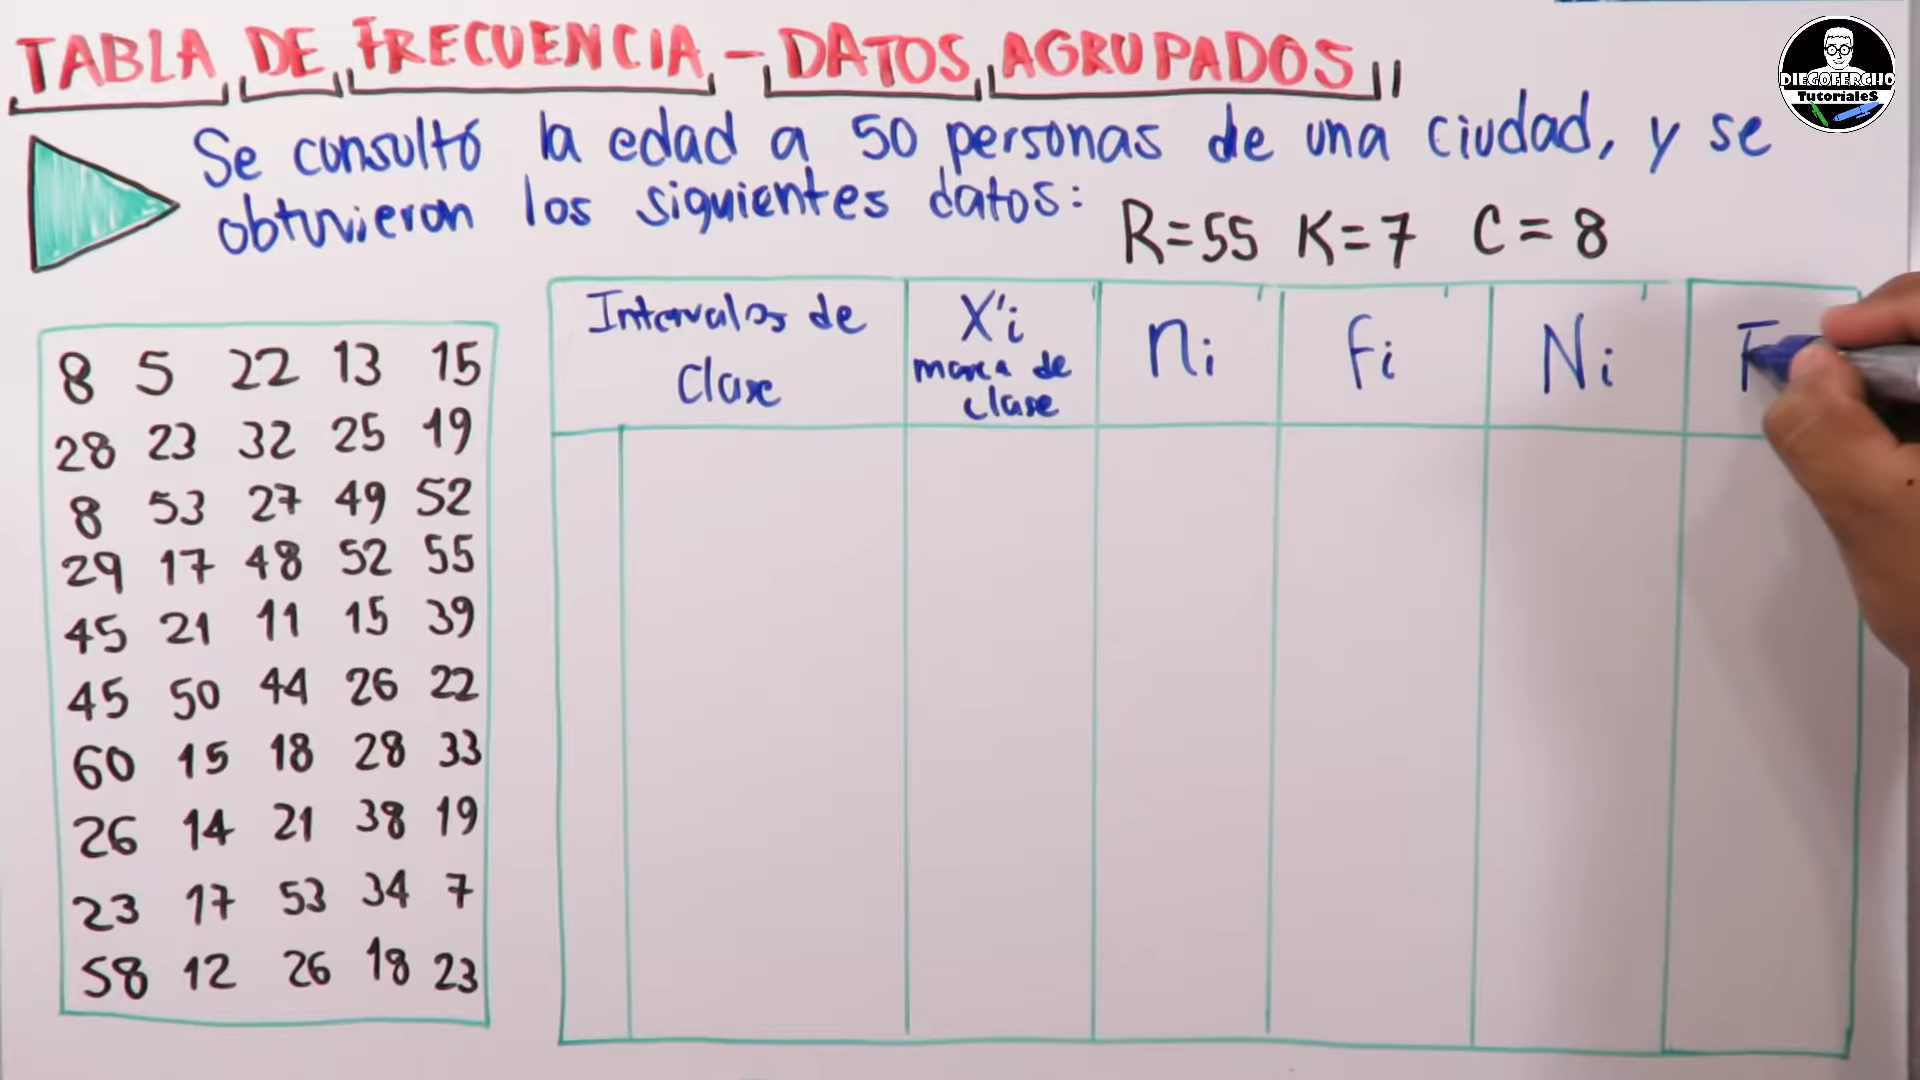 TABLA DE FRECUENCIA - DATOS AGRUPADOS
DIEGOFERCHO
TutorialeS
Se consultó la edad a 50 personas de una ciudad, y se
obtuvieron los siguientes datos:
R=55 K=7 C=8
8 5 22 13 15
28 23 32 25 19
8 53 27 49 52
29 17 48 52 55
45 21 11 15 39
45 50 44 26 22
60 15 18 28 33
26 14 21 38 19
23 17 53 34 7
58 12 26 18 23
Intervalos de
Clase
X'i
marca de
clase
ni
fi
Ni
F